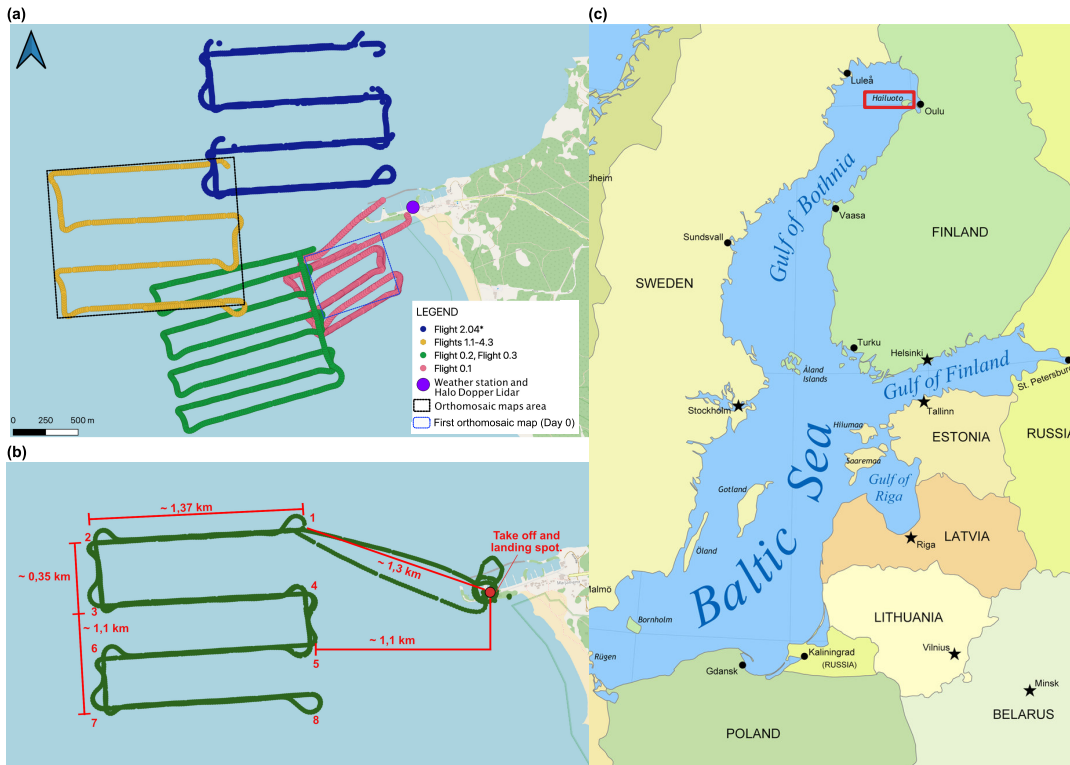 (a)
LEGEND
Flight 2.04*
Flights 1.1-4.3
Flight 0.2, Flight 0.3
Flight 0.1
Weather station and
Halo Dopper Lidar
Orthomosaic maps area
First orthomosaic map (Day 0)
0 250 500 m
(b)
~ 1,37 km
1
2
Take off and
landing spot.
~ 0,35 km
~ 1,3 km
3
4
~ 1,1 km
~ 1,1 km
5
6
7
8
(c)
Luleå
Hailuoto
Oulu
dheim
Gulf of Bothnia
Vaasa
Sundsvall
FINLAND
SWEDEN
Turku
Helsinki
Åland
Islands
Gulf of Finland
St. Petersburg
Stockholm
Tallinn
Hiiumaa
ESTONIA
RUSSIA
Saaremaa
Gulf of
Riga
Gotland
Baltic Sea
Riga
LATVIA
Öland
Malmö
LITHUANIA
Bornholm
Vilnius
Rügen
Kaliningrad
(RUSSIA)
Gdansk
Minsk
BELARUS
POLAND